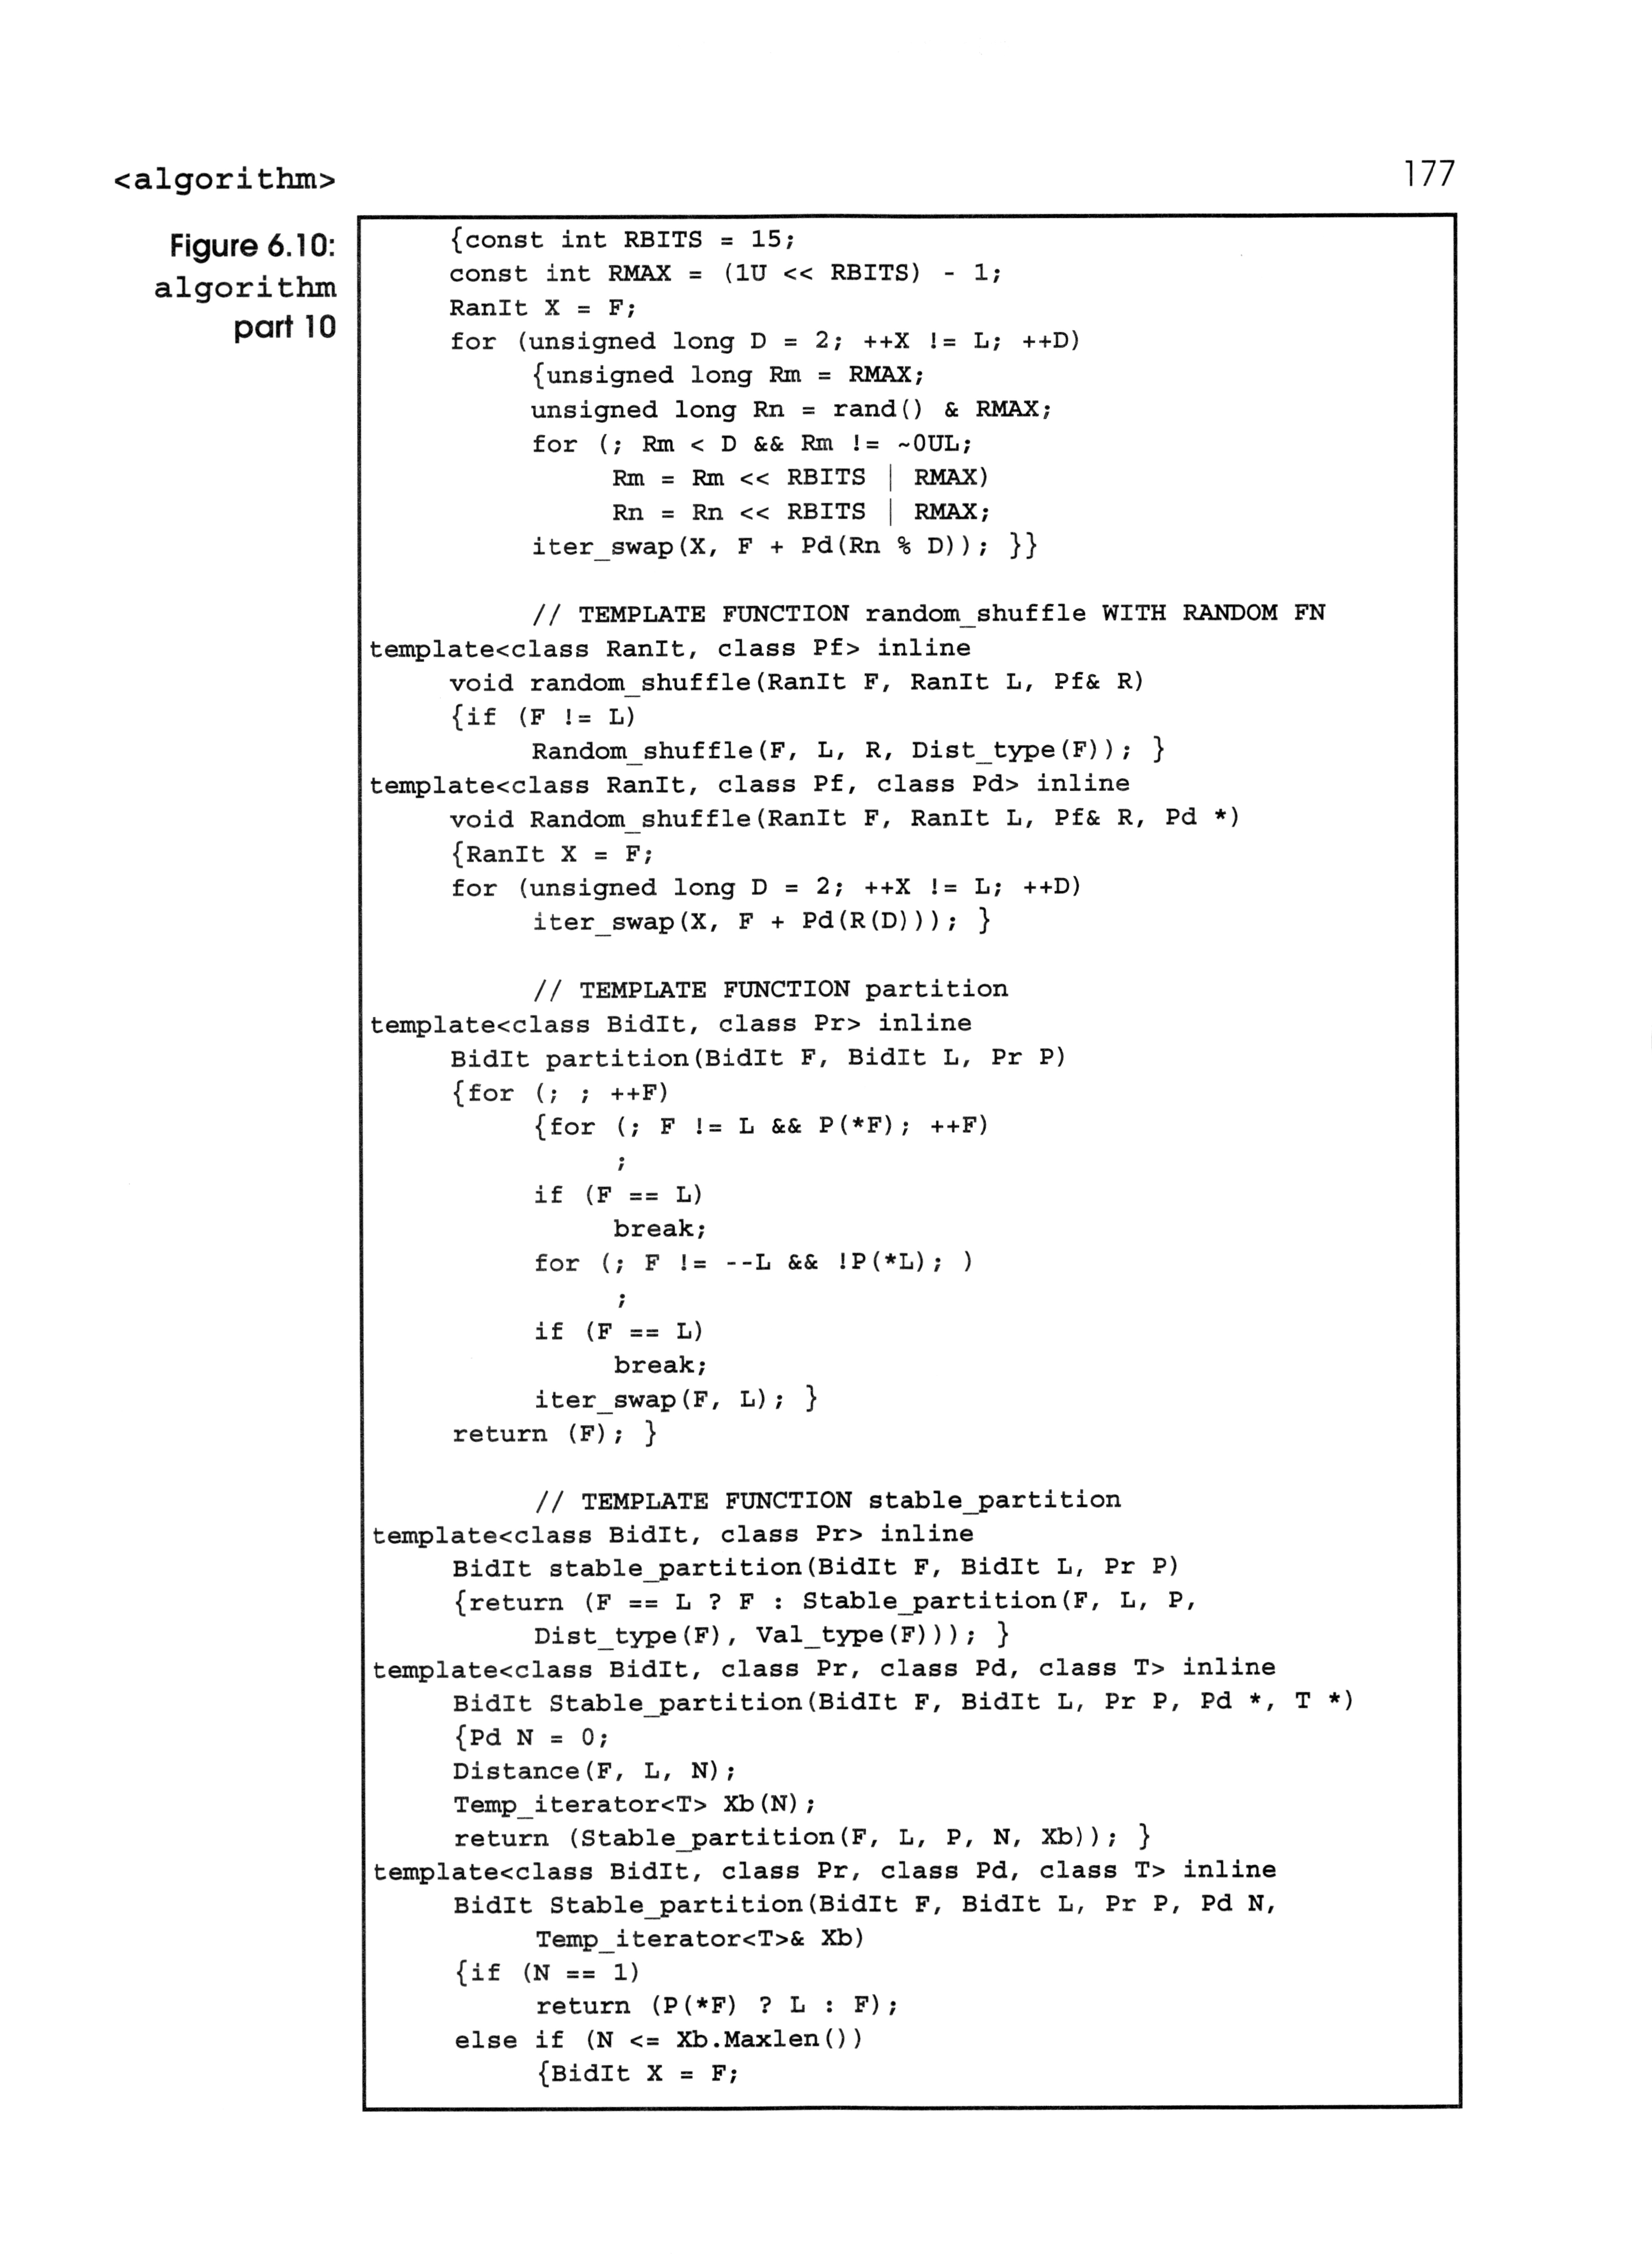 <algorithm>
177
Figure 6.10:
algorithm
part 10
{const int RBITS = 15;
const int RMAX = (1U << RBITS) - 1;
RanIt X = F;
for (unsigned long D = 2; ++X != L; ++D)
{unsigned long Rm = RMAX;
unsigned long Rn = rand() & RMAX;
for (; Rm < D && Rm != ~0UL;
Rm = Rm << RBITS | RMAX)
Rn = Rn << RBITS | RMAX;
iter_swap(X, F + Pd(Rn % D)); }}
// TEMPLATE FUNCTION random_shuffle WITH RANDOM FN
template<class RanIt, class Pf> inline
void random_shuffle(RanIt F, RanIt L, Pf& R)
{if (F != L)
Random_shuffle(F, L, R, Dist_type(F)); }
template<class RanIt, class Pf, class Pd> inline
void Random_shuffle(RanIt F, RanIt L, Pf& R, Pd *)
{RanIt X = F;
for (unsigned long D = 2; ++X != L; ++D)
iter_swap(X, F + Pd(R(D))); }
// TEMPLATE FUNCTION partition
template<class BidIt, class Pr> inline
BidIt partition(BidIt F, BidIt L, Pr P)
{for (; ; ++F)
{for (; F != L && P(*F); ++F)
;
if (F == L)
break;
for (; F != --L && !P(*L); )
;
if (F == L)
break;
iter_swap(F, L); }
return (F); }
// TEMPLATE FUNCTION stable_partition
template<class BidIt, class Pr> inline
BidIt stable_partition(BidIt F, BidIt L, Pr P)
{return (F == L ? F : Stable_partition(F, L, P,
Dist_type(F), Val_type(F))); }
template<class BidIt, class Pr, class Pd, class T> inline
BidIt Stable_partition(BidIt F, BidIt L, Pr P, Pd *, T *)
{Pd N = 0;
Distance(F, L, N);
Temp_iterator<T> Xb(N);
return (Stable_partition(F, L, P, N, Xb)); }
template<class BidIt, class Pr, class Pd, class T> inline
BidIt Stable_partition(BidIt F, BidIt L, Pr P, Pd N,
Temp_iterator<T>& Xb)
{if (N == 1)
return (P(*F) ? L : F);
else if (N <= Xb.Maxlen())
{BidIt X = F;